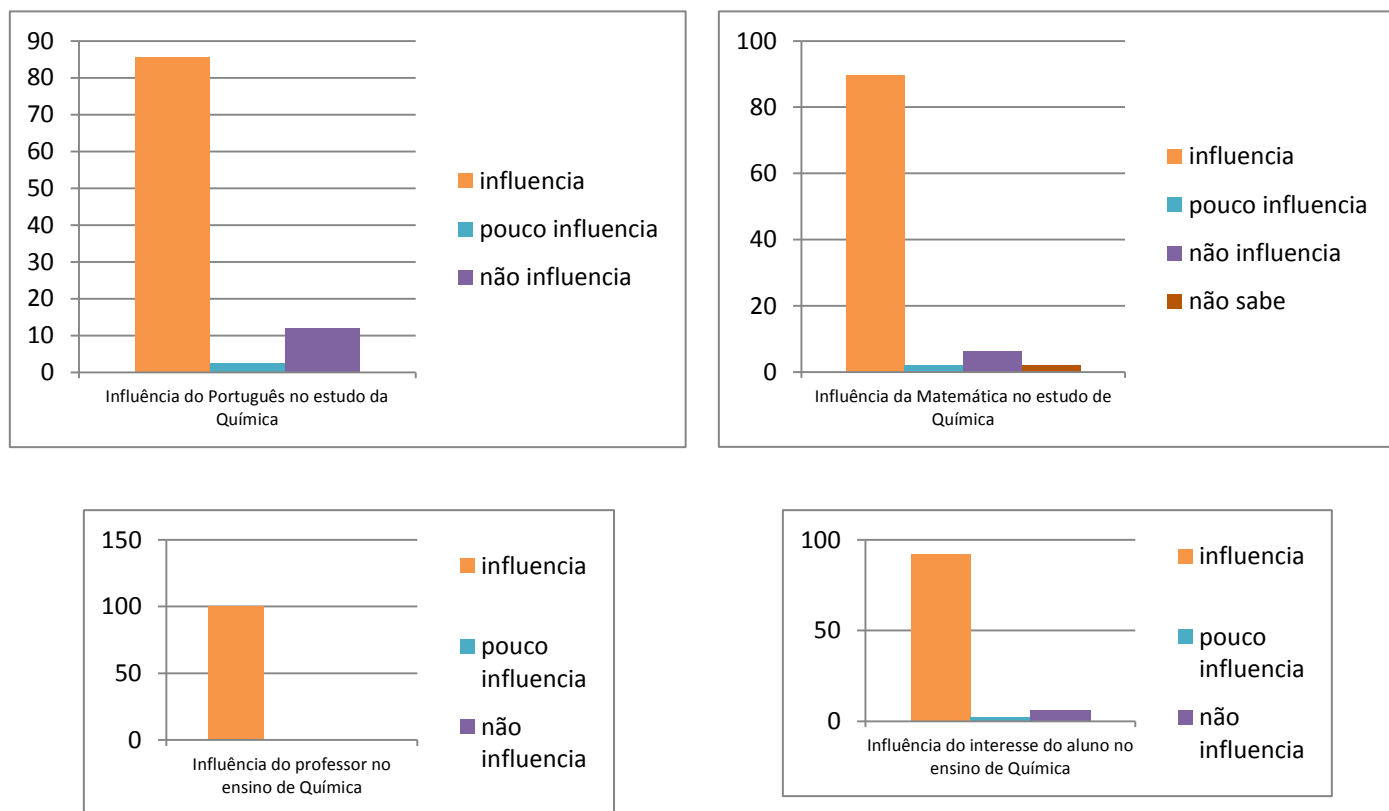 90
80
70
60
50
40
30
20
10
0
Influência do Português no estudo da
Química
influencia
pouco influencia
não influencia
100
80
60
40
20
0
Influência da Matemática no estudo de
Química
influencia
pouco influencia
não influencia
não sabe
150
100
50
0
Influência do professor no
ensino de Química
influencia
pouco
influencia
não
influencia
100
50
0
Influência do interesse do aluno no
ensino de Química
influencia
pouco
influencia
não
influencia